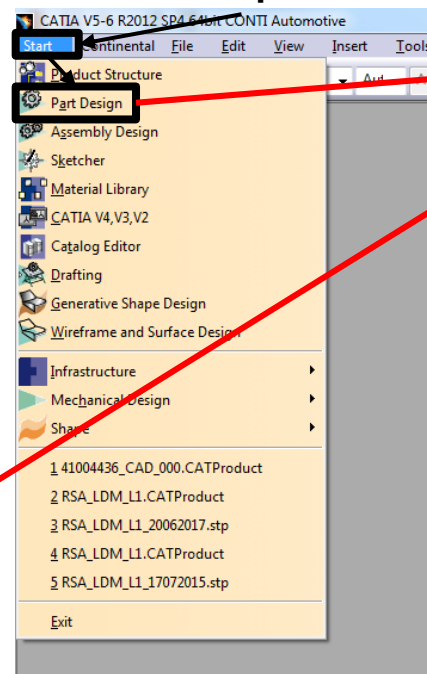 CATIA V5-6 R2012 SP4 64bit CONTI Automotive
Start Continental File Edit View Insert Tools
Product Structure
Part Design
Assembly Design
Sketcher
Material Library
CATIA V4,V3,V2
Catalog Editor
Drafting
Generative Shape Design
Wireframe and Surface Design
Infrastructure
Mechanical Design
Shape
1 41004436_CAD_000.CATProduct
2 RSA_LDM_L1.CATProduct
3 RSA_LDM_L1_20062017.stp
4 RSA_LDM_L1.CATProduct
5 RSA_LDM_L1_17072015.stp
Exit